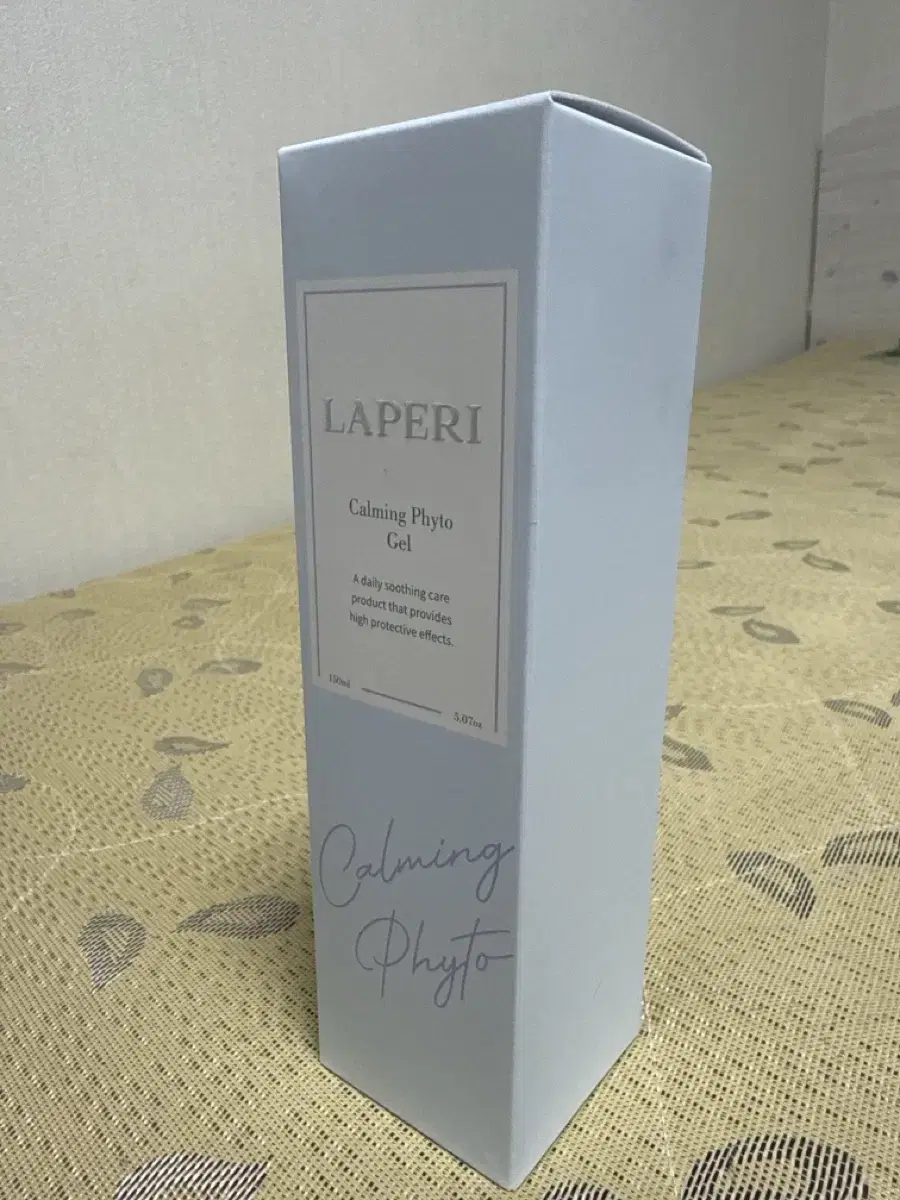 LAPERI
Calming Phyto
Gel
A daily soothing care
product that provides
high protective effects.
150ml
5.07oz
Calming
Phyto